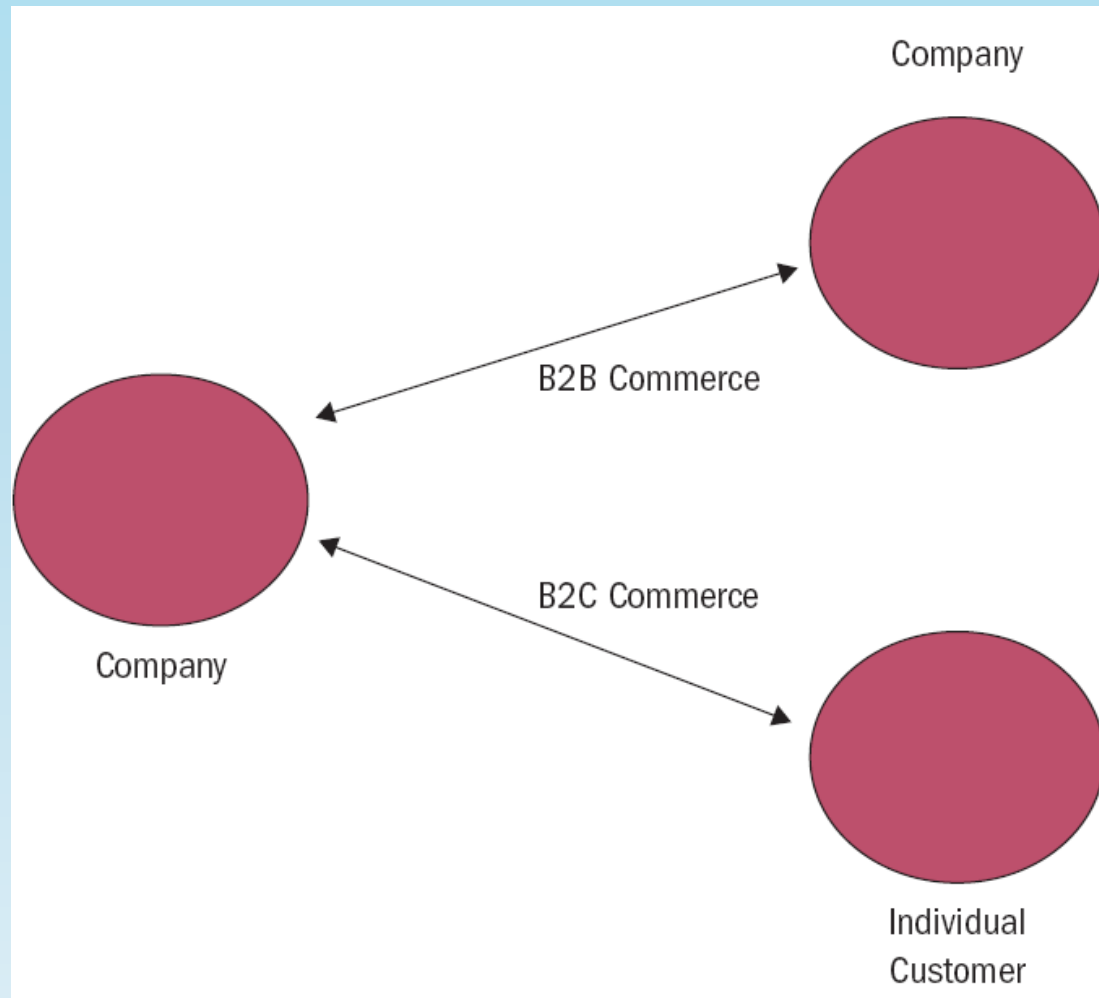 Company
B2B Commerce
B2C Commerce
Company
Individual
Customer